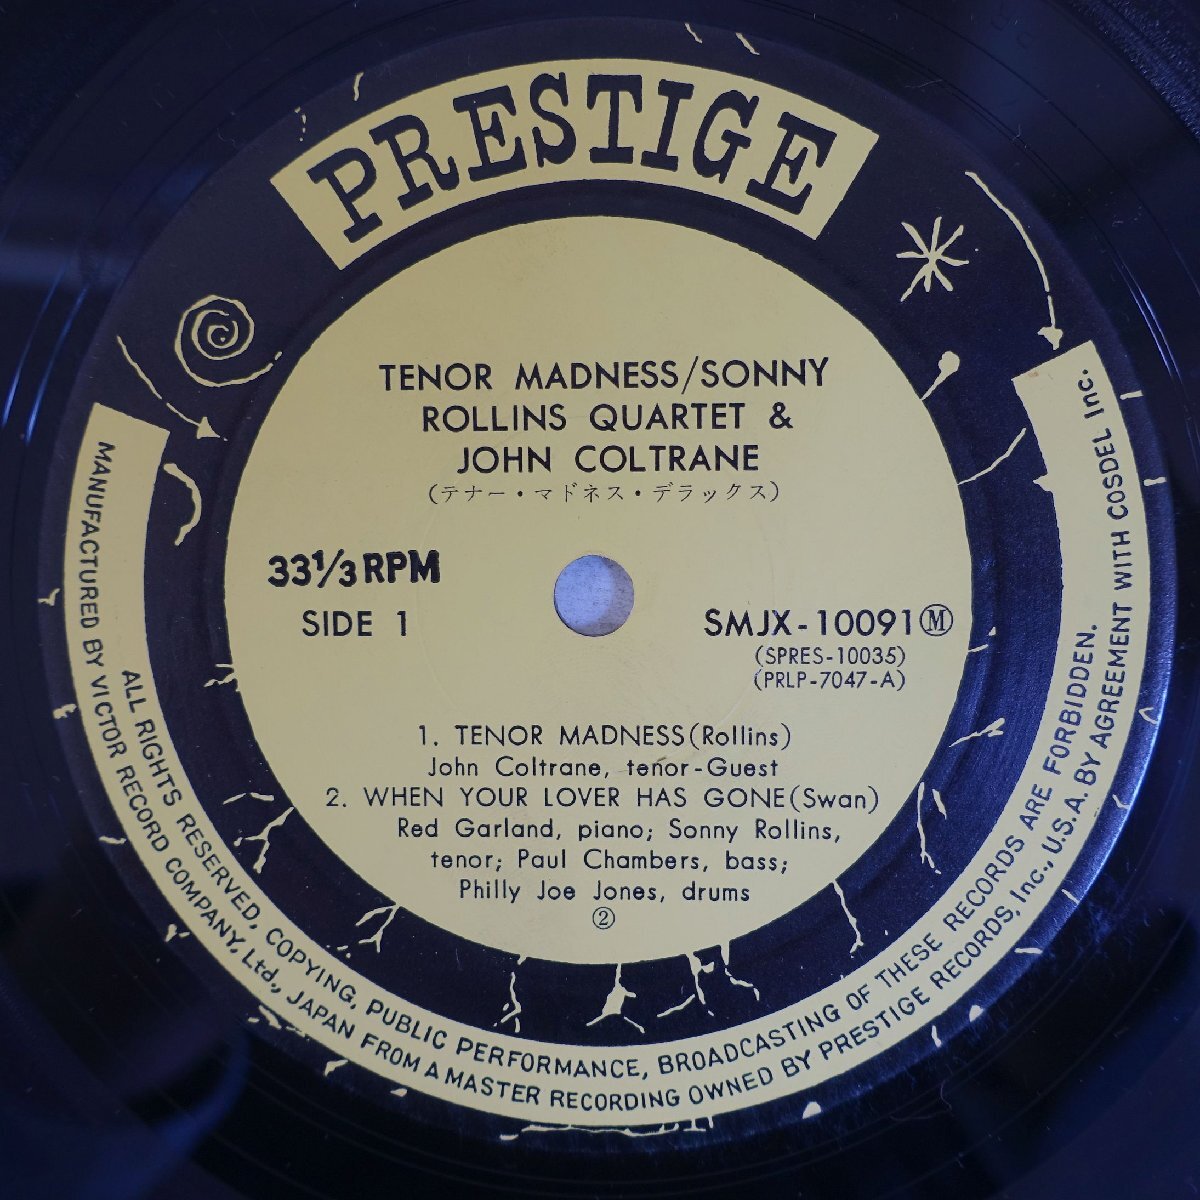 PRESTIGE
TENOR MADNESS/SONNY
ROLLINS QUARTET &
JOHN COLTRANE
(テナー・マドネス・デラックス)
33⅓ RPM
SIDE 1
SMJX-10091Ⓜ
(SPRES-10035)
(PRLP-7047-A)
1. TENOR MADNESS(Rollins)
John Coltrane, tenor-Guest
2. WHEN YOUR LOVER HAS GONE(Swan)
Red Garland, piano; Sonny Rollins,
tenor; Paul Chambers, bass;
Philly Joe Jones, drums
②
ALL RIGHTS RESERVED, COPYING, PUBLIC PERFORMANCE, BROADCASTING OF THESE RECORDS ARE FORBIDDEN.
MANUFACTURED BY VICTOR RECORD COMPANY, Ltd., JAPAN FROM A MASTER RECORDING OWNED BY PRESTIGE RECORDS, Inc., U.S.A. BY AGREEMENT WITH COSDEL Inc.